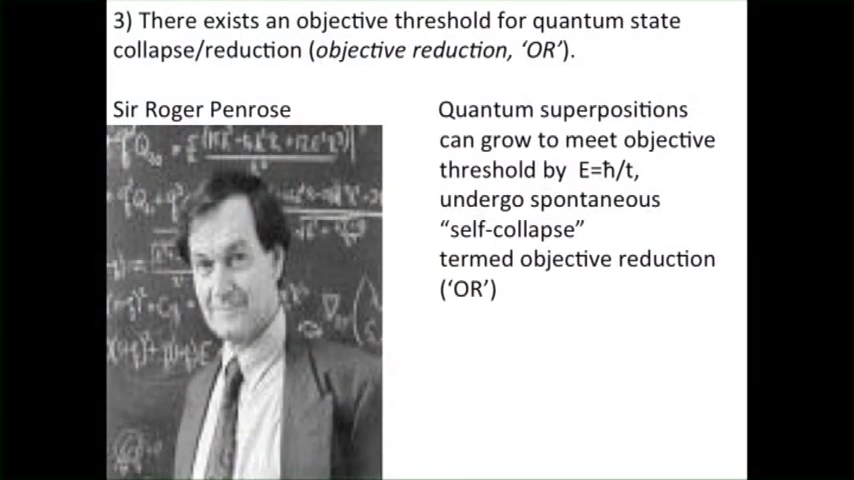 3) There exists an objective threshold for quantum state
collapse/reduction (objective reduction, ‘OR’).
Sir Roger Penrose
Quantum superpositions
can grow to meet objective
threshold by E=ħ/t,
undergo spontaneous
“self-collapse”
termed objective reduction
(‘OR’)